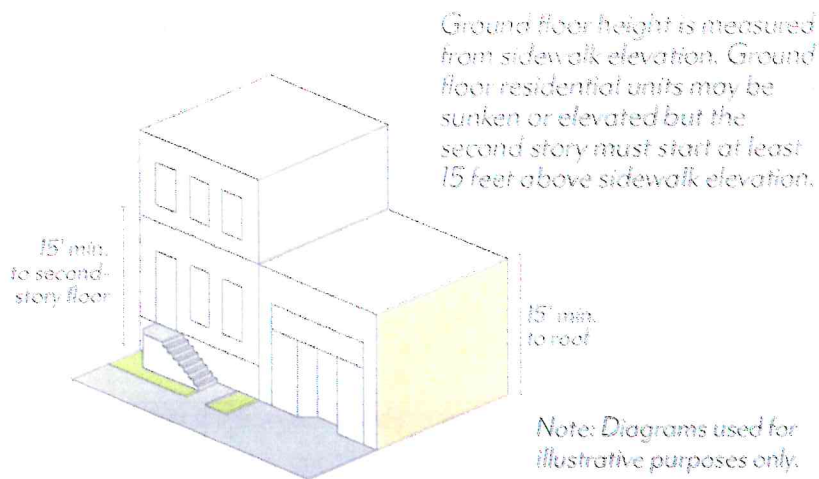 Ground floor height is measured
from sidewalk elevation. Ground
floor residential units may be
sunken or elevated but the
second story must start at least
15 feet above sidewalk elevation.
15' min.
to second-
story floor
15' min.
to roof
Note: Diagrams used for
illustrative purposes only.